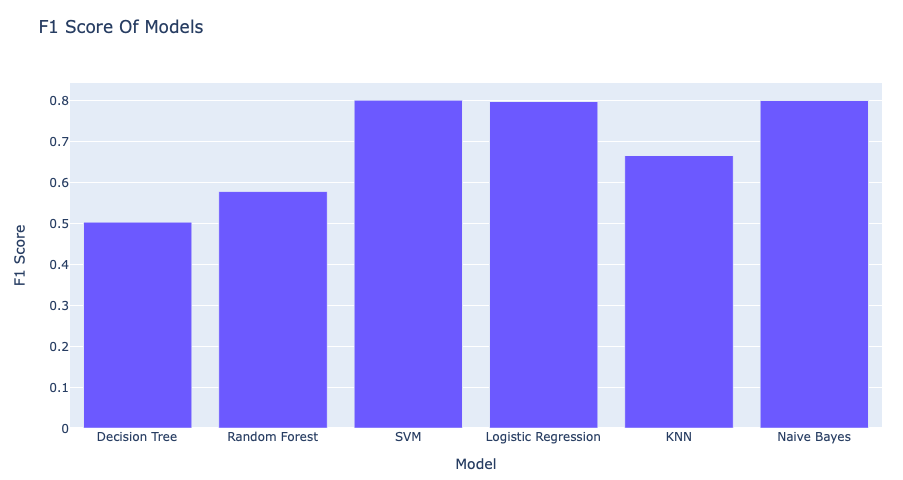 F1 Score Of Models
F1 Score
0.8
0.7
0.6
0.5
0.4
0.3
0.2
0.1
0
Decision Tree
Random Forest
SVM
Logistic Regression
KNN
Naive Bayes
Model